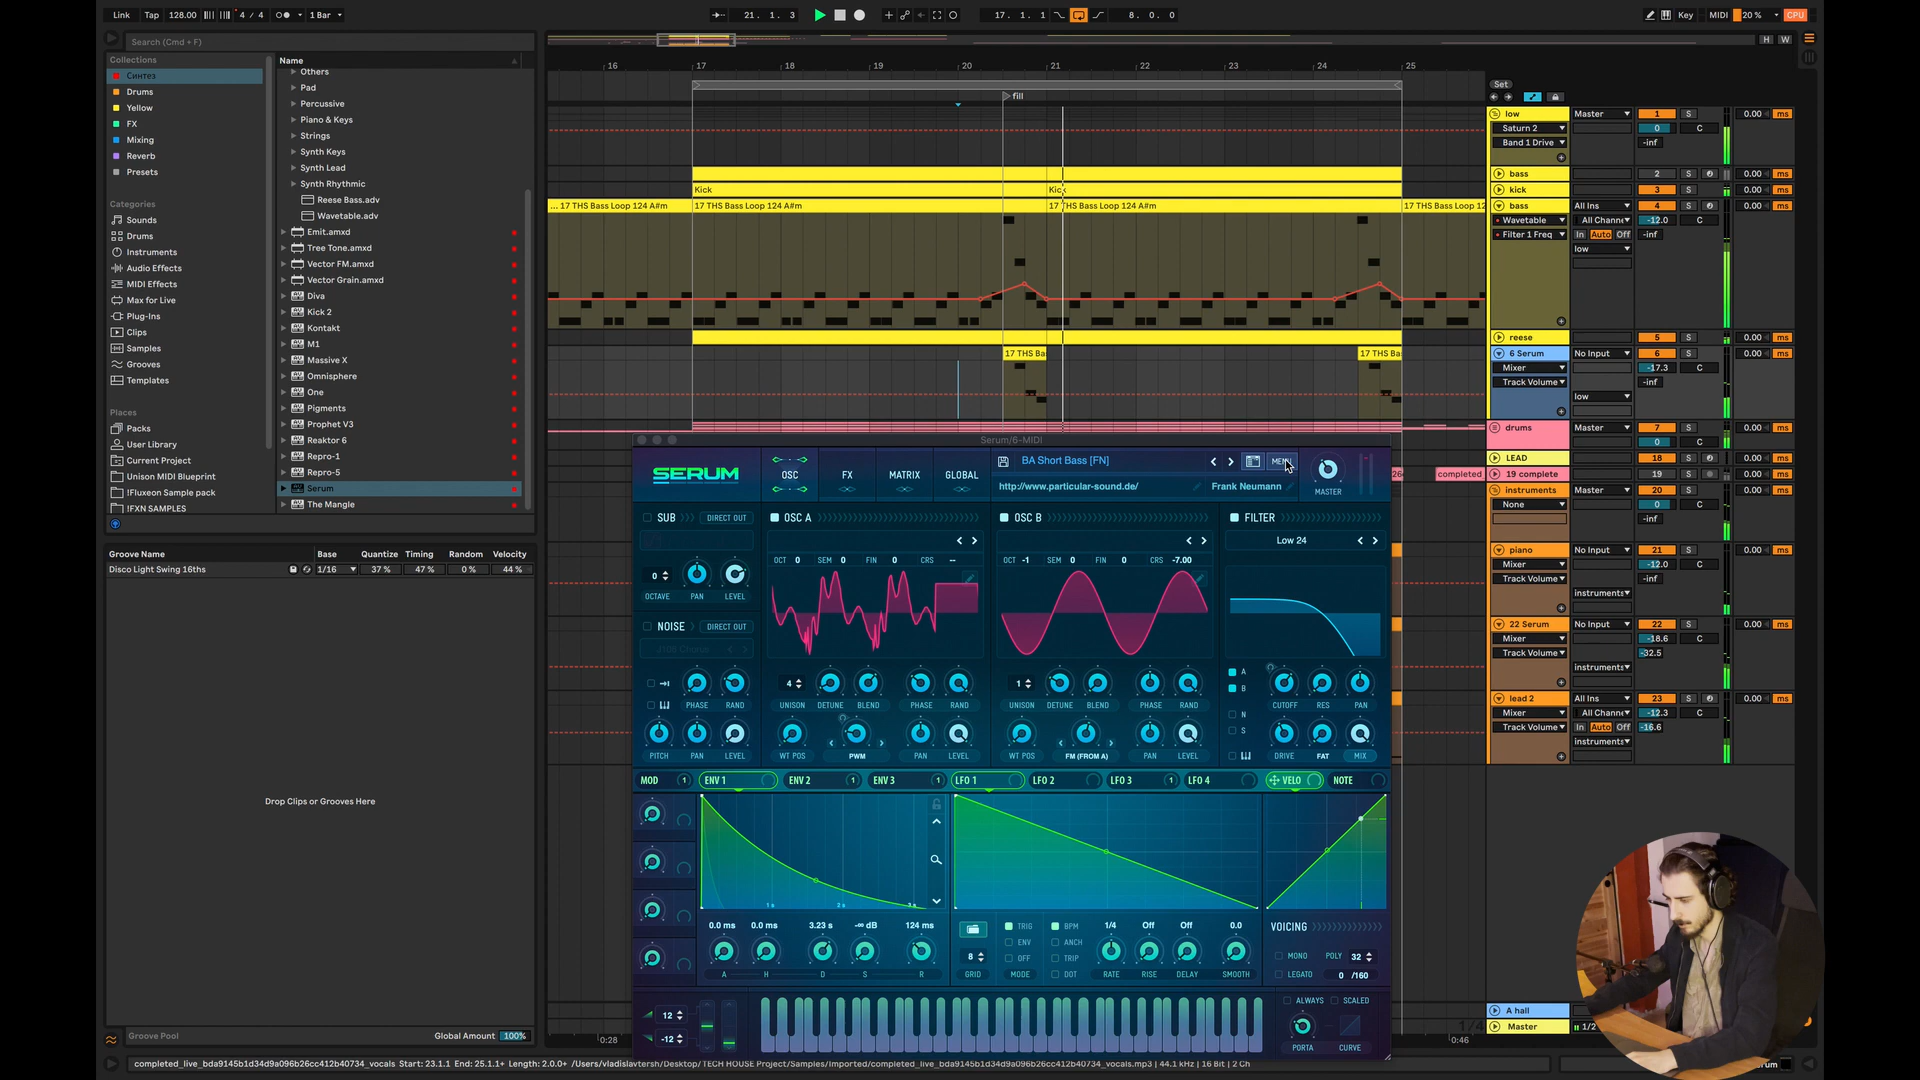 Link Tap 128.00 4 / 4 1 Bar 21. 1. 3 17. 1. 1 8. 0. 0 Key MIDI 20 % CPU
Search (Cmd + F)
H W
Collections
Синтез
Drums
Yellow
FX
Mixing
Reverb
Presets
Categories
Sounds
Drums
Instruments
Audio Effects
MIDI Effects
Max for Live
Plug-Ins
Clips
Samples
Grooves
Templates
Places
Packs
User Library
Current Project
Unison MIDI Blueprint
!Fluxeon Sample pack
!FXN SAMPLES
Name
Others
Pad
Percussive
Piano & Keys
Strings
Synth Keys
Synth Lead
Synth Rhythmic
Reese Bass.adv
Wavetable.adv
Emit.amxd
Tree Tone.amxd
Vector FM.amxd
Vector Grain.amxd
Diva
Kick 2
Kontakt
M1
Massive X
Omnisphere
One
Pigments
Prophet V3
Reaktor 6
Repro-1
Repro-5
Serum
The Mangle
Groove Name Base Quantize Timing Random Velocity
Disco Light Swing 16ths 1/16 37 % 47 % 0 % 44 %
Drop Clips or Grooves Here
Groove Pool Global Amount 100%
16 17 18 19 20 21 22 23 24 25
fill
Kick Kick
... 17 THS Bass Loop 124 A#m 17 THS Bass Loop 124 A#m 17 THS Bass Loop 124 A#m 17 THS Bass Loop 12
17 THS Ba 17 THS Ba
completed
Set
low Master 1 S 0.00 ms
Saturn 2 0 C
Band 1 Drive -inf
bass 2 S 0.00 ms
kick 3 S 0.00 ms
bass All Ins 4 S 0.00 ms
Wavetable All Channe -12.0 C
Filter 1 Freq In Auto Off -inf
low
reese 5 S 0.00 ms
6 Serum No Input 6 S 0.00 ms
Mixer -17.3 C
Track Volume -inf
low
drums Master 7 S 0.00 ms
0 C
LEAD 18 S 0.00 ms
19 complete 19 S 0.00 ms
instruments Master 20 S 0.00 ms
None 0 C
-inf
piano No Input 21 S 0.00 ms
Mixer -12.0 C
Track Volume -inf
instruments
22 Serum No Input 22 S 0.00 ms
Mixer -18.6 C
Track Volume -32.5
instruments
lead 2 All Ins 23 S 0.00 ms
Mixer All Channe -12.3 C
Track Volume In Auto Off -16.6
instruments
A hall
Master 1/2
Serum/6-MIDI
SERUM OSC FX MATRIX GLOBAL
BA Short Bass [FN] MENU
http://www.particular-sound.de/ Frank Neumann MASTER
SUB DIRECT OUT OSC A OSC B FILTER
Low 24
OCT 0 SEM 0 FIN 0 CRS -- OCT -1 SEM 0 FIN 0 CRS -7.00
0
OCTAVE PAN LEVEL
NOISE DIRECT OUT
A
B
N
S
4 1
PHASE RAND UNISON DETUNE BLEND PHASE RAND UNISON DETUNE BLEND PHASE RAND CUTOFF RES PAN
PITCH PAN LEVEL WT POS PWM PAN LEVEL WT POS FM (FROM A) PAN LEVEL DRIVE FAT MIX
MOD 1 ENV 1 ENV 2 1 ENV 3 1 LFO 1 LFO 2 LFO 3 1 LFO 4 VELO NOTE
1 s 2 s
0.0 ms 0.0 ms 3.23 s -∞ dB 124 ms
A H D S R
8
GRID
TRIG
ENV
OFF
MODE
BPM
ANCH
TRIP
DOT
1/4 Off Off 0.0
RATE RISE DELAY SMOOTH
VOICING
MONO POLY 32
LEGATO 0 /160
12
-12
ALWAYS SCALED
PORTA CURVE
0:28 0:46
completed_live_bda9145b1d34d9a096b26cc412b40734_vocals Start: 23.1.1 End: 25.1.1+ Length: 2.0.0+ /Users/vladislavtersh/Desktop/TECH HOUSE Project/Samples/Imported/completed_live_bda9145b1d34d9a096b26cc412b40734_vocals.mp3 | 44.1 kHz | 16 Bit | 2 Ch